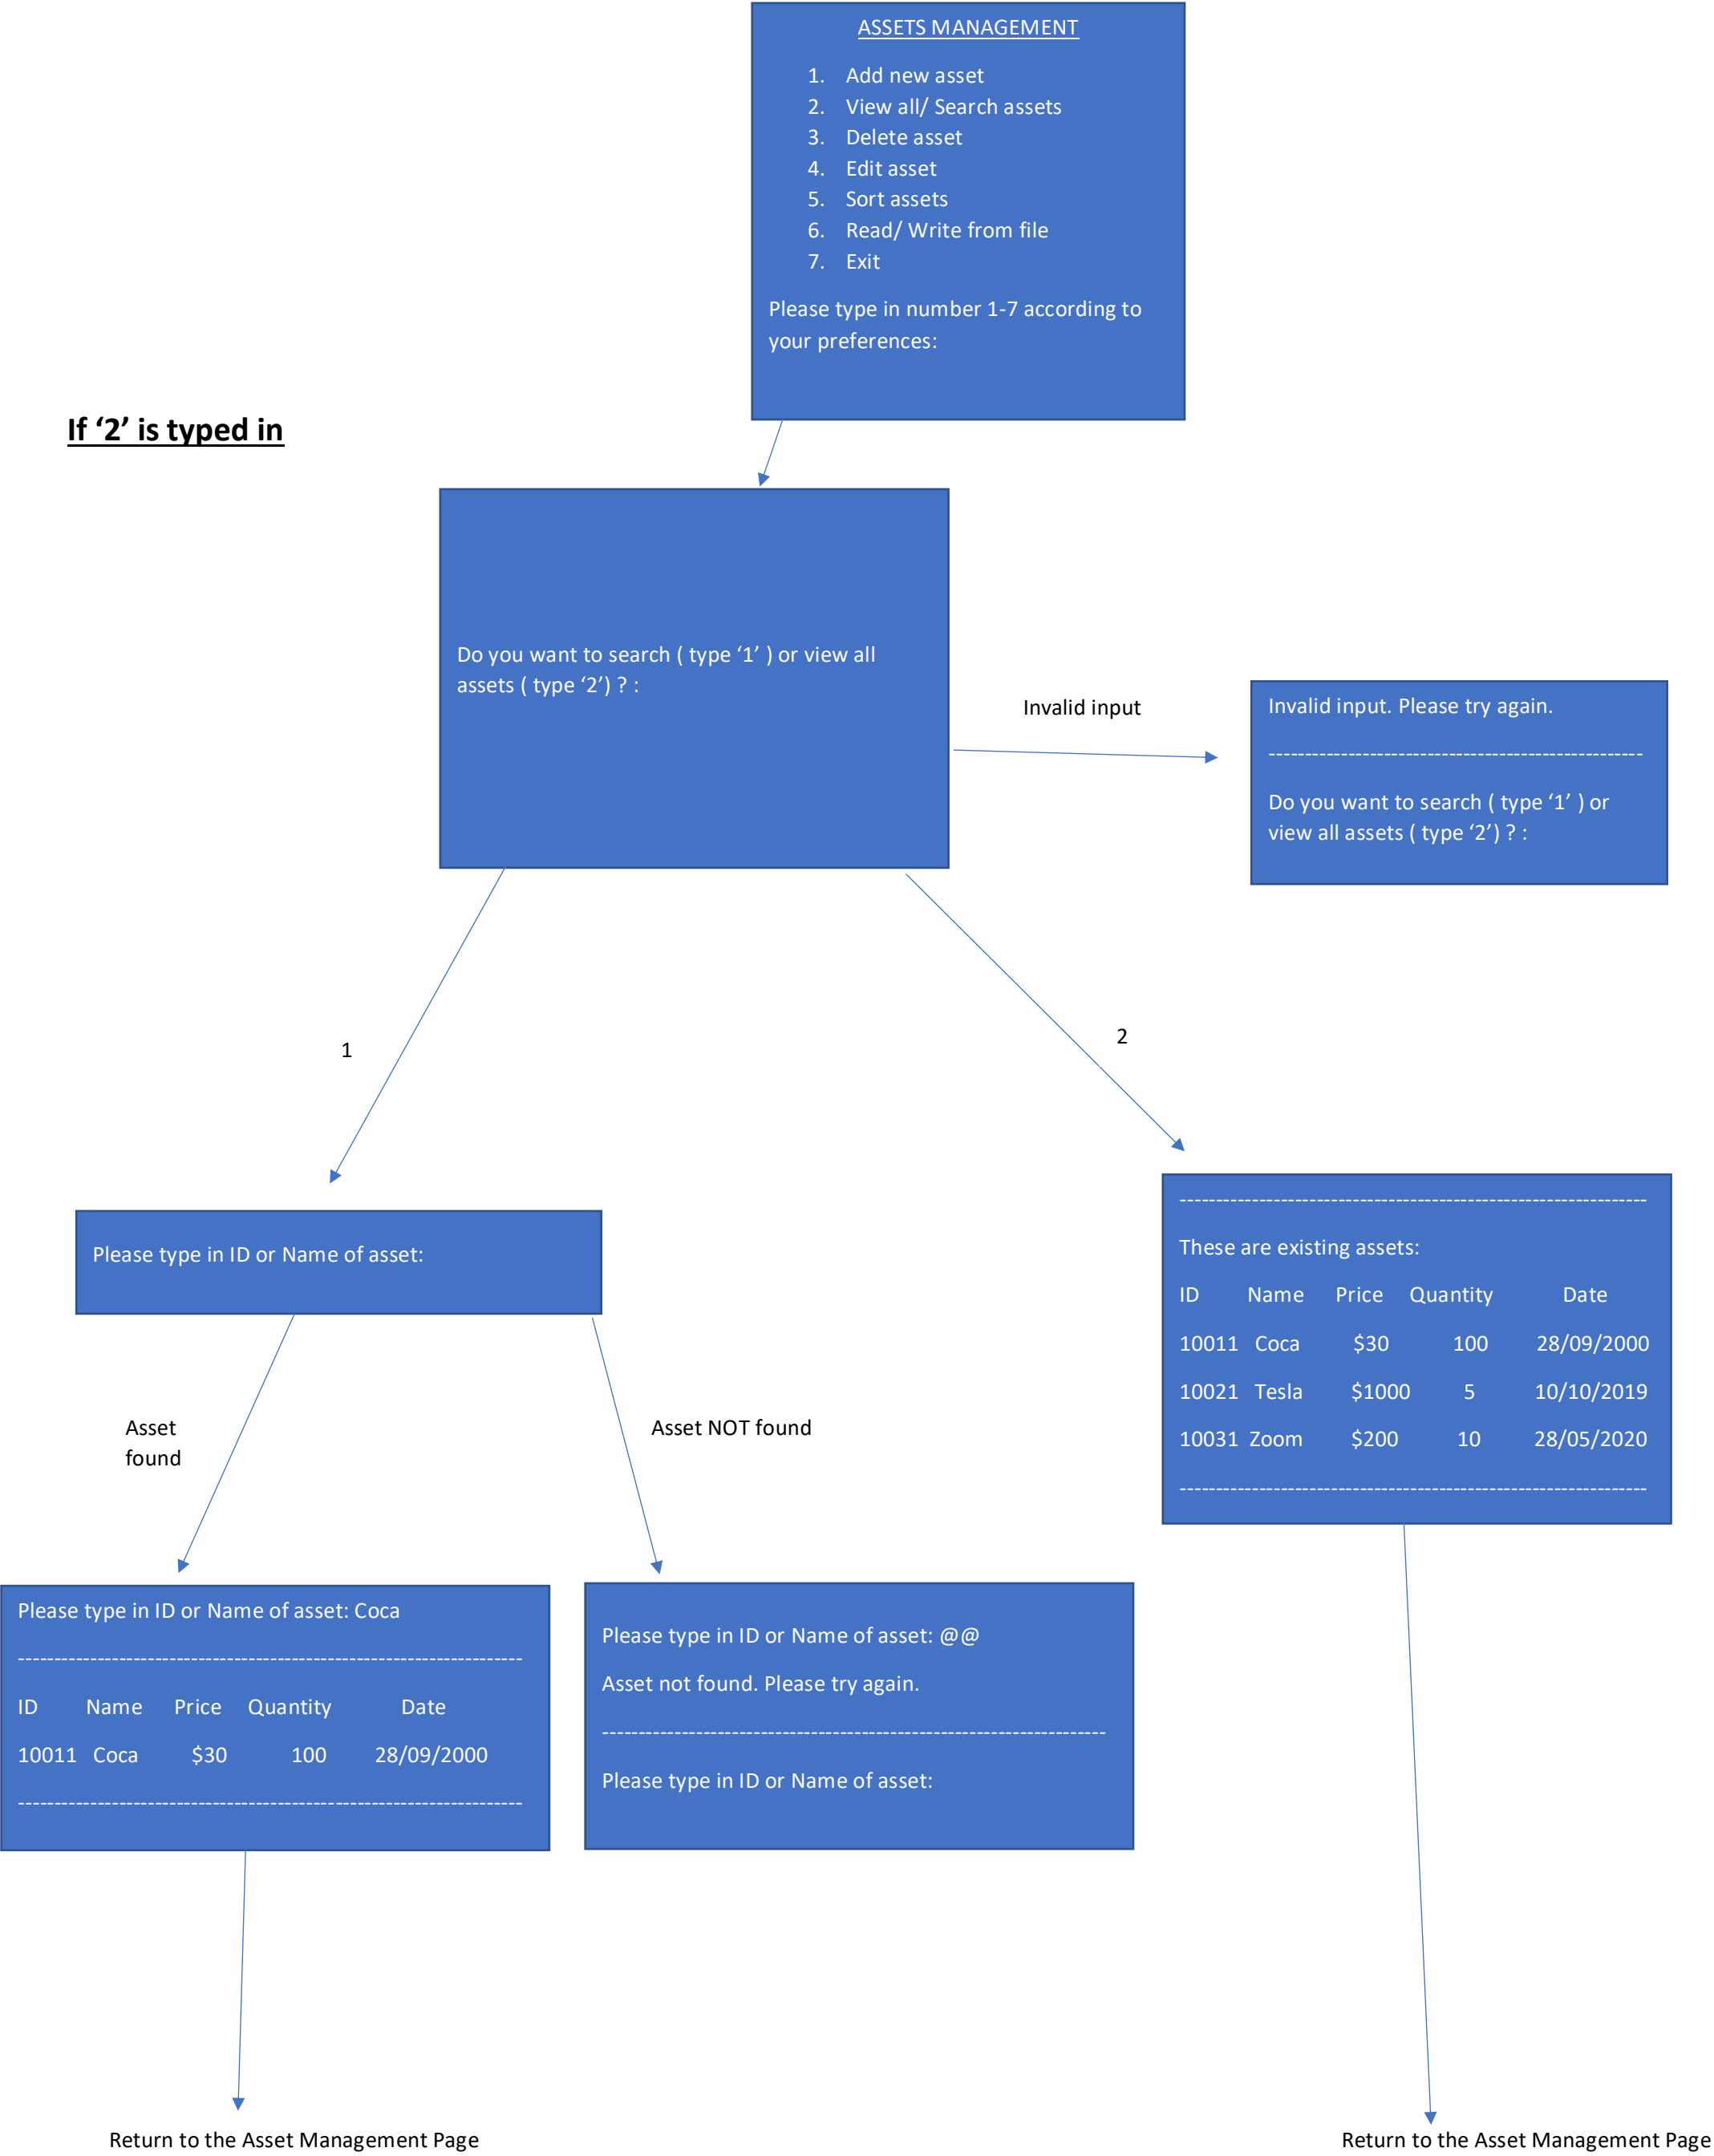 ASSETS MANAGEMENT
1. Add new asset
2. View all/ Search assets
3. Delete asset
4. Edit asset
5. Sort assets
6. Read/ Write from file
7. Exit
Please type in number 1-7 according to
your preferences:
If ‘2’ is typed in
Do you want to search ( type ‘1’ ) or view all
assets ( type ‘2’) ? :
Invalid input
Invalid input. Please try again.
----------------------------------------------------
Do you want to search ( type ‘1’ ) or
view all assets ( type ‘2’) ? :
1
2
Please type in ID or Name of asset:
-----------------------------------------------------------------
These are existing assets:
ID Name Price Quantity Date
10011 Coca $30 100 28/09/2000
10021 Tesla $1000 5 10/10/2019
10031 Zoom $200 10 28/05/2020
-----------------------------------------------------------------
Asset
found
Asset NOT found
Please type in ID or Name of asset: Coca
----------------------------------------------------------------------
ID Name Price Quantity Date
10011 Coca $30 100 28/09/2000
----------------------------------------------------------------------
Please type in ID or Name of asset: @@
Asset not found. Please try again.
----------------------------------------------------------------------
Please type in ID or Name of asset:
Return to the Asset Management Page
Return to the Asset Management Page